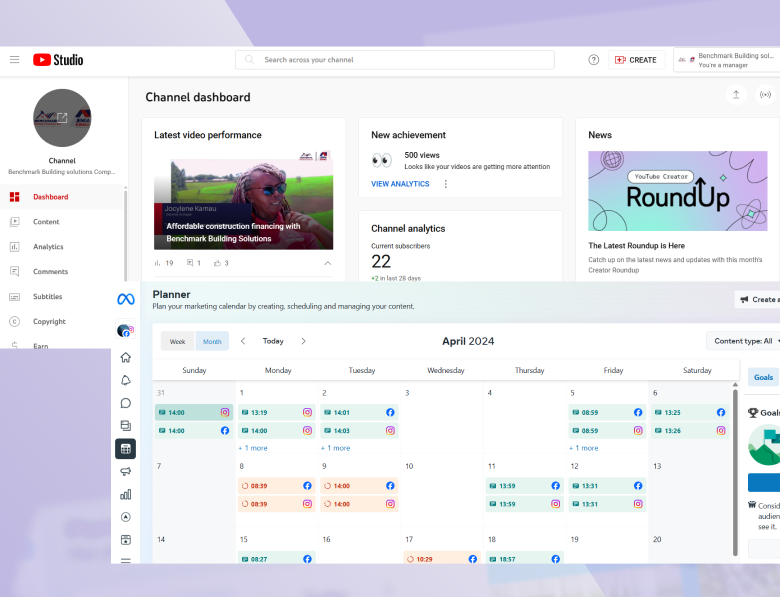 Studio
Search across your channel
CREATE
Benchmark Building sol...
You're a manager
Channel dashboard
Channel
Benchmark Building solutions Comp...
Dashboard
Content
Analytics
Comments
Subtitles
Copyright
Earn
Latest video performance
Jocylene Kamau
Affordable construction financing with
Benchmark Building Solutions
19
1
3
New achievement
500 views
Looks like your videos are getting more attention
VIEW ANALYTICS
Channel analytics
Current subscribers
22
+2 in last 28 days
News
YouTube Creator
RoundUp
The Latest Roundup is Here
Catch up on the latest news and updates with this month's
Creator Roundup
Planner
Plan your marketing calendar by creating, scheduling and managing your content.
Create a
Week
Month
Today
April 2024
Content type: All
Sunday Monday Tuesday Wednesday Thursday Friday Saturday
Goals
31 1 2 3 4 5 6
14:00 13:19 14:01 08:59 13:25
14:00 14:00 14:03 08:59 13:26
+ 1 more + 1 more + 1 more
Goals
7 8 9 10 11 12 13
08:39 14:00 13:59 13:31
08:39 14:00 13:59 13:31
Consid
audien
see it.
14 15 16 17 18 19 20
08:27 10:29 18:57